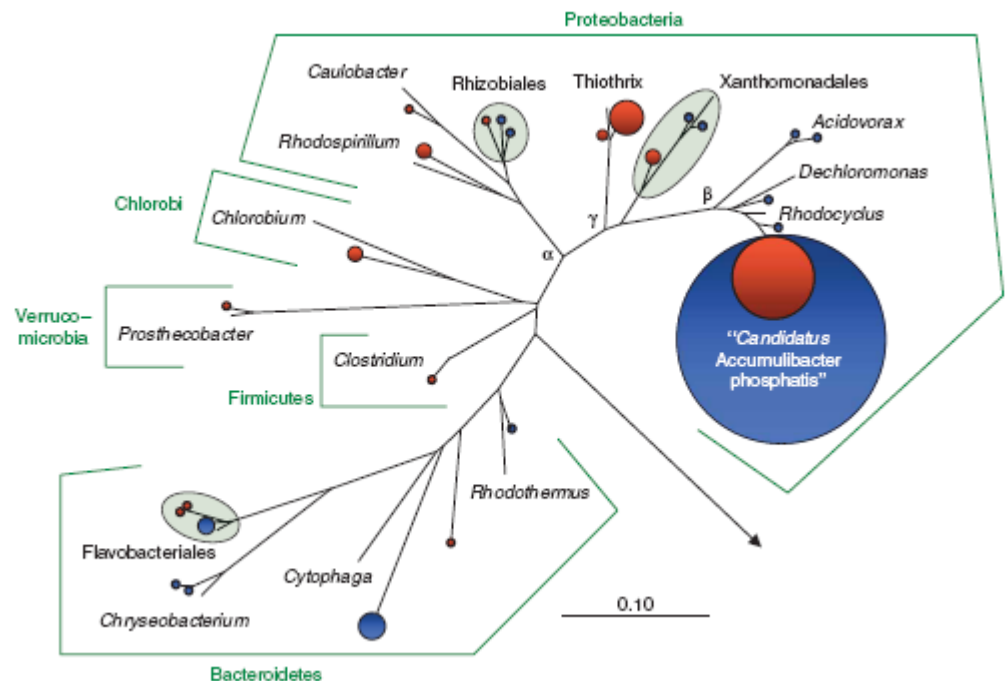 Proteobacteria
Caulobacter
Rhizobiales
Thiothrix
Xanthomonadales
Acidovorax
Rhodospirillum
Dechloromonas
Chlorobi
Chlorobium
γ
β
Rhodocyclus
α
Verruco–
microbia
Prosthecobacter
Clostridium
Firmicutes
“Candidatus
Accumulibacter
phosphatis”
Rhodothermus
Flavobacteriales
Cytophaga
Chryseobacterium
0.10
Bacteroidetes